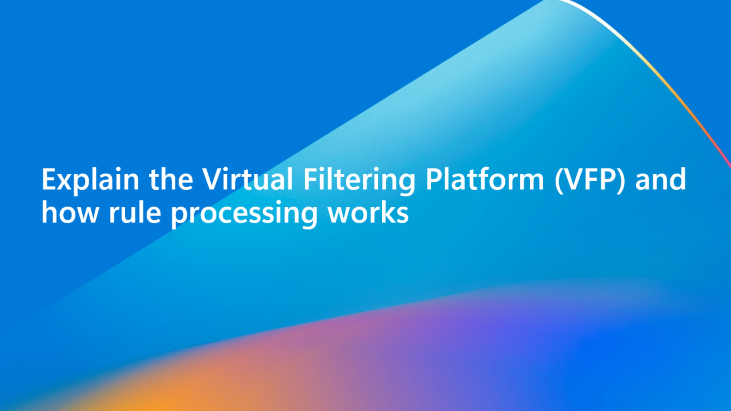 Explain the Virtual Filtering Platform (VFP) and
how rule processing works